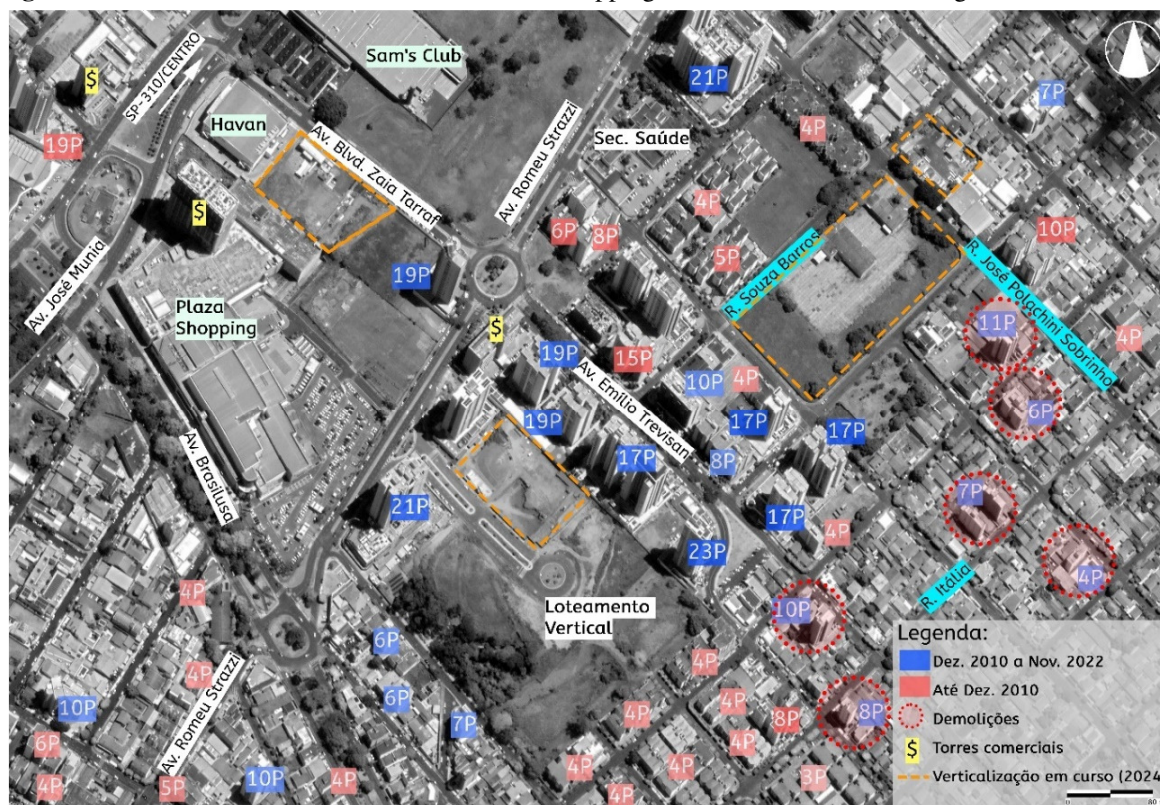 Sam's Club
21P
7P
SP-310/CENTRO
$
Havan
19P
Av. Blvd. Zaia Tarraf
Av. Romeu Strazzi
Sec. Saúde
4P
4P
$
6P
8P
5P
10P
R. Souza Barros
R. José Polachini Sobrinho
Av. José Munia
19P
Plaza
Shopping
$
11P
4P
19P
15P
Av. Emílio Trevisan
10P
4P
6P
19P
17P
17P
Av. Brasilusa
17P
8P
7P
21P
17P
4P
23P
4P
R. Itália
4P
Loteamento
Vertical
10P
6P
4P
4P
Av. Romeu Strazzi
10P
6P
7P
4P
4P
8P
8P
6P
4P
4P
5P
10P
4P
4P
4P
3P
Legenda:
Dez. 2010 a Nov. 2022
Até Dez. 2010
Demolições
$ Torres comerciais
Verticalização em curso (2024
0 80